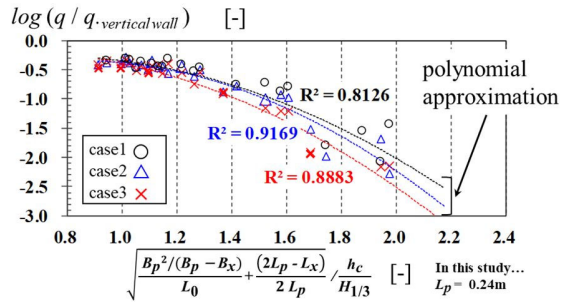 log (q / q.vertical wall) [-]
0.0
-0.5
-1.0
-1.5
-2.0
-2.5
-3.0
polynomial
approximation
R² = 0.8126
R² = 0.9169
R² = 0.8883
case1
case2
case3
0.8 1.0 1.2 1.4 1.6 1.8 2.0 2.2
√(Bp²/(Bp − Bx)/L0 + (2Lp - Lx)/2 Lp) / hc/H1/3 [-]
In this study…
Lp = 0.24m